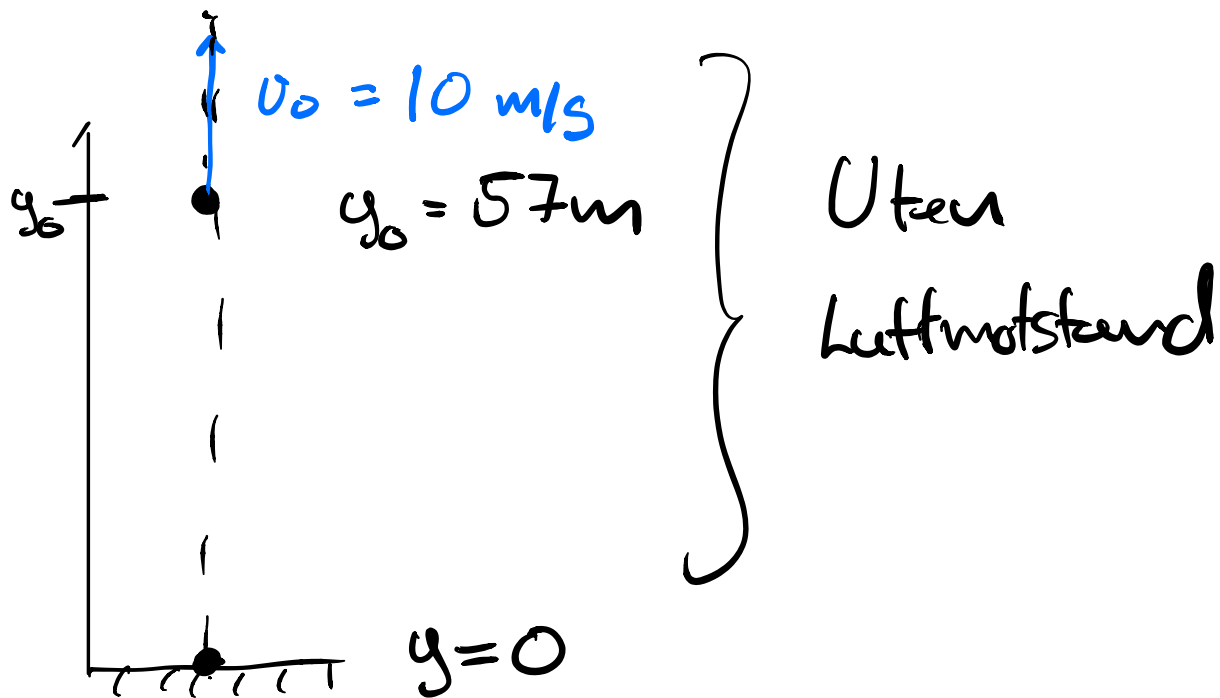 v₀ = 10 m/s
y₀
y₀ = 57m
Uten
Luftmotstand
y = 0